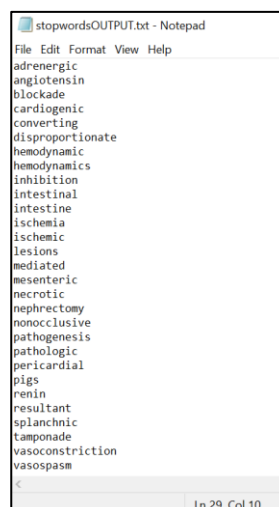 stopwordsOUTPUT.txt - Notepad
File Edit Format View Help
adrenergic
angiotensin
blockade
cardiogenic
converting
disproportionate
hemodynamic
hemodynamics
inhibition
intestinal
intestine
ischemia
ischemic
lesions
mediated
mesenteric
necrotic
nephrectomy
nonocclusive
pathogenesis
pathologic
pericardial
pigs
renin
resultant
splanchnic
tamponade
vasoconstriction
vasospasm
Ln 29, Col 10